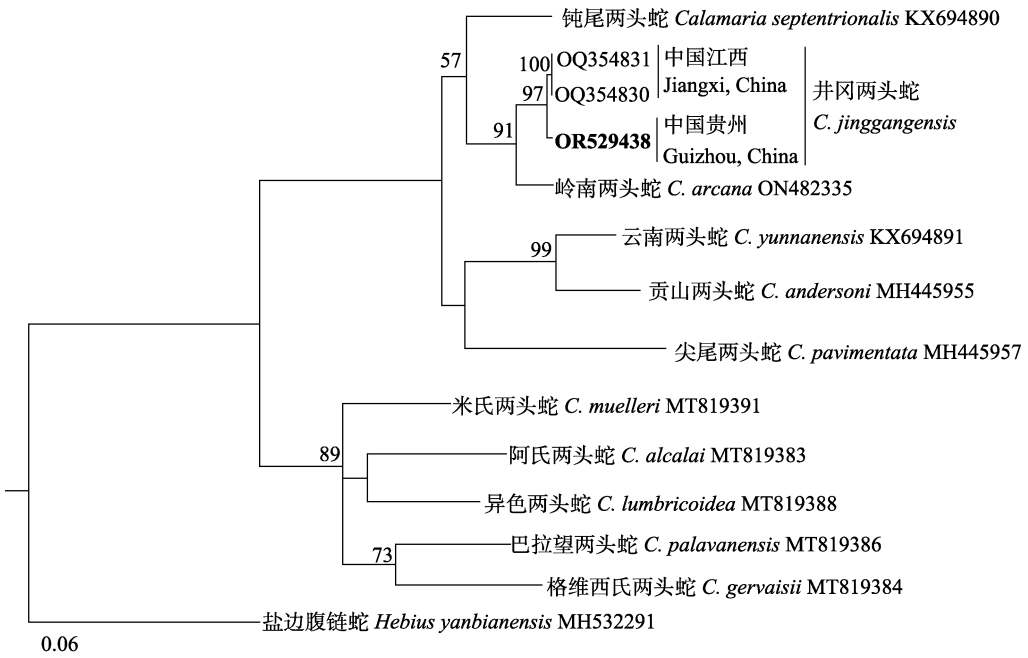 钝尾两头蛇 Calamaria septentrionalis KX694890
57
100
OQ354831
中国江西
Jiangxi, China
97
OQ354830
井冈两头蛇
C. jinggangensis
91
OR529438
中国贵州
Guizhou, China
岭南两头蛇 C. arcana ON482335
云南两头蛇 C. yunnanensis KX694891
99
贡山两头蛇 C. andersoni MH445955
尖尾两头蛇 C. pavimentata MH445957
米氏两头蛇 C. muelleri MT819391
89
阿氏两头蛇 C. alcalai MT819383
异色两头蛇 C. lumbricoidea MT819388
巴拉望两头蛇 C. palavanensis MT819386
73
格维西氏两头蛇 C. gervaisii MT819384
盐边腹链蛇 Hebius yanbianensis MH532291
0.06